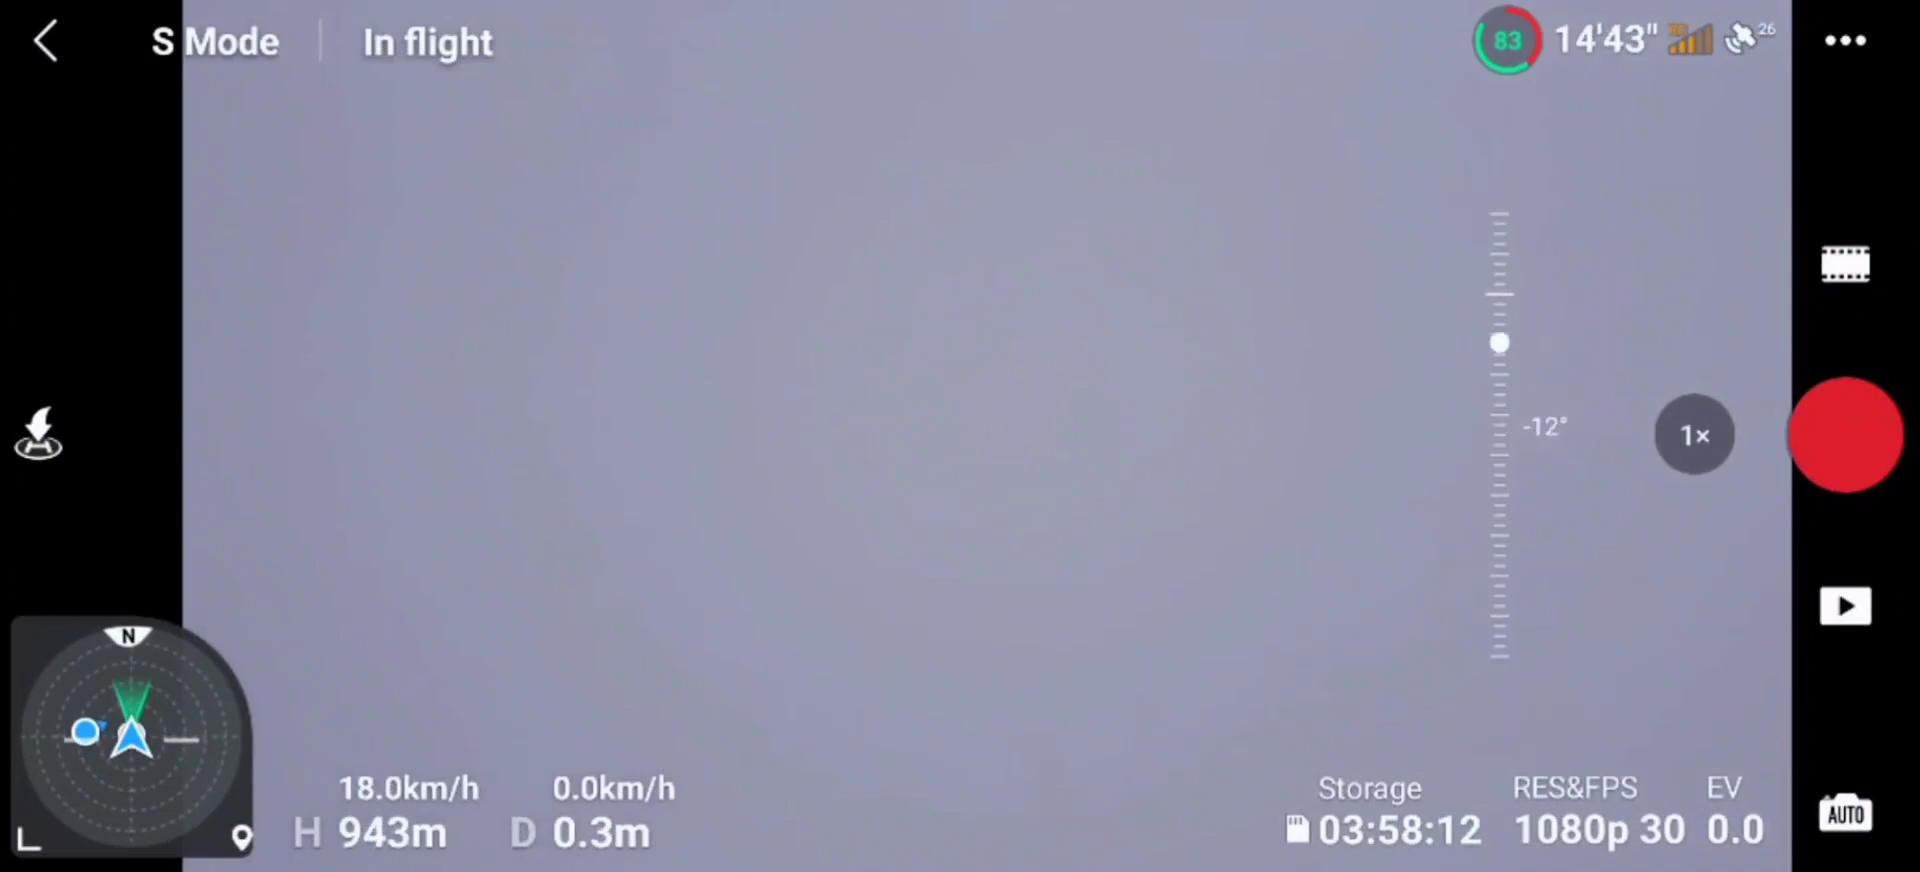 S Mode
In flight
83
14'43"
26
-12°
1×
N
18.0km/h
0.0km/h
H 943m
D 0.3m
Storage
RES&FPS
EV
03:58:12
1080p 30
0.0
AUTO